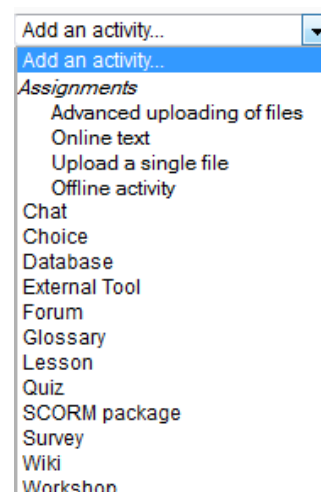 Add an activity...
Add an activity...
Assignments
Advanced uploading of files
Online text
Upload a single file
Offline activity
Chat
Choice
Database
External Tool
Forum
Glossary
Lesson
Quiz
SCORM package
Survey
Wiki
Workshop